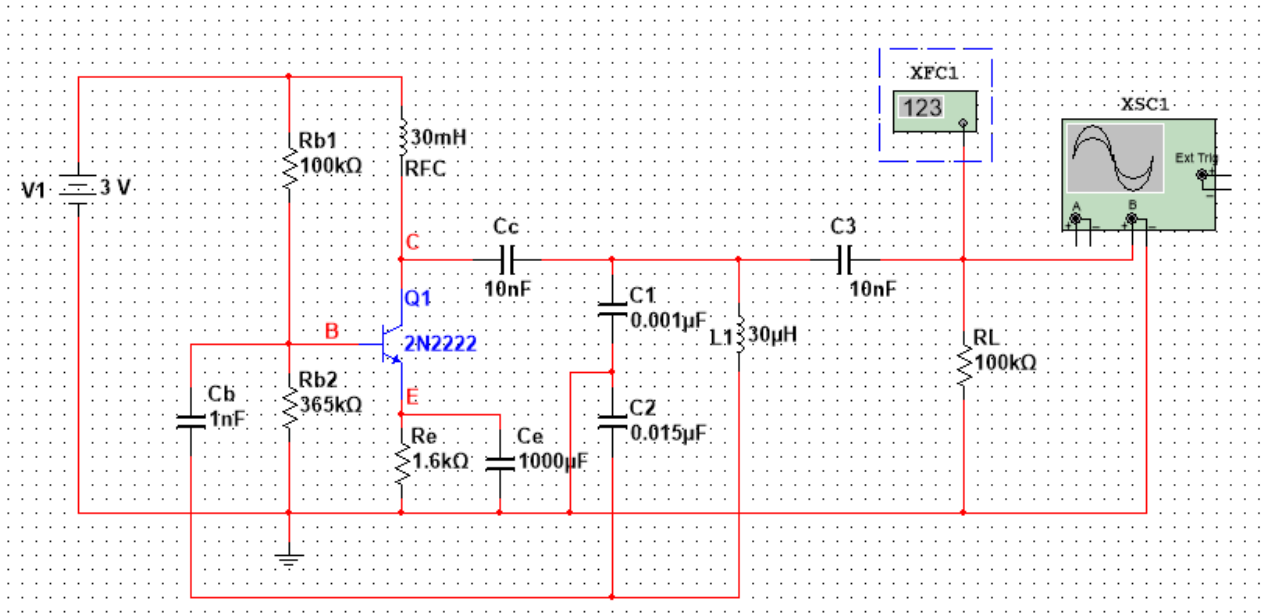 XFC1
123
XSC1
Ext Trig
A
B
V1
3 V
Rb1
100kΩ
30mH
RFC
C
Cc
10nF
C3
10nF
Q1
2N2222
B
E
C1
0.001µF
L1
30µH
RL
100kΩ
Cb
1nF
Rb2
365kΩ
Re
1.6kΩ
Ce
1000µF
C2
0.015µF